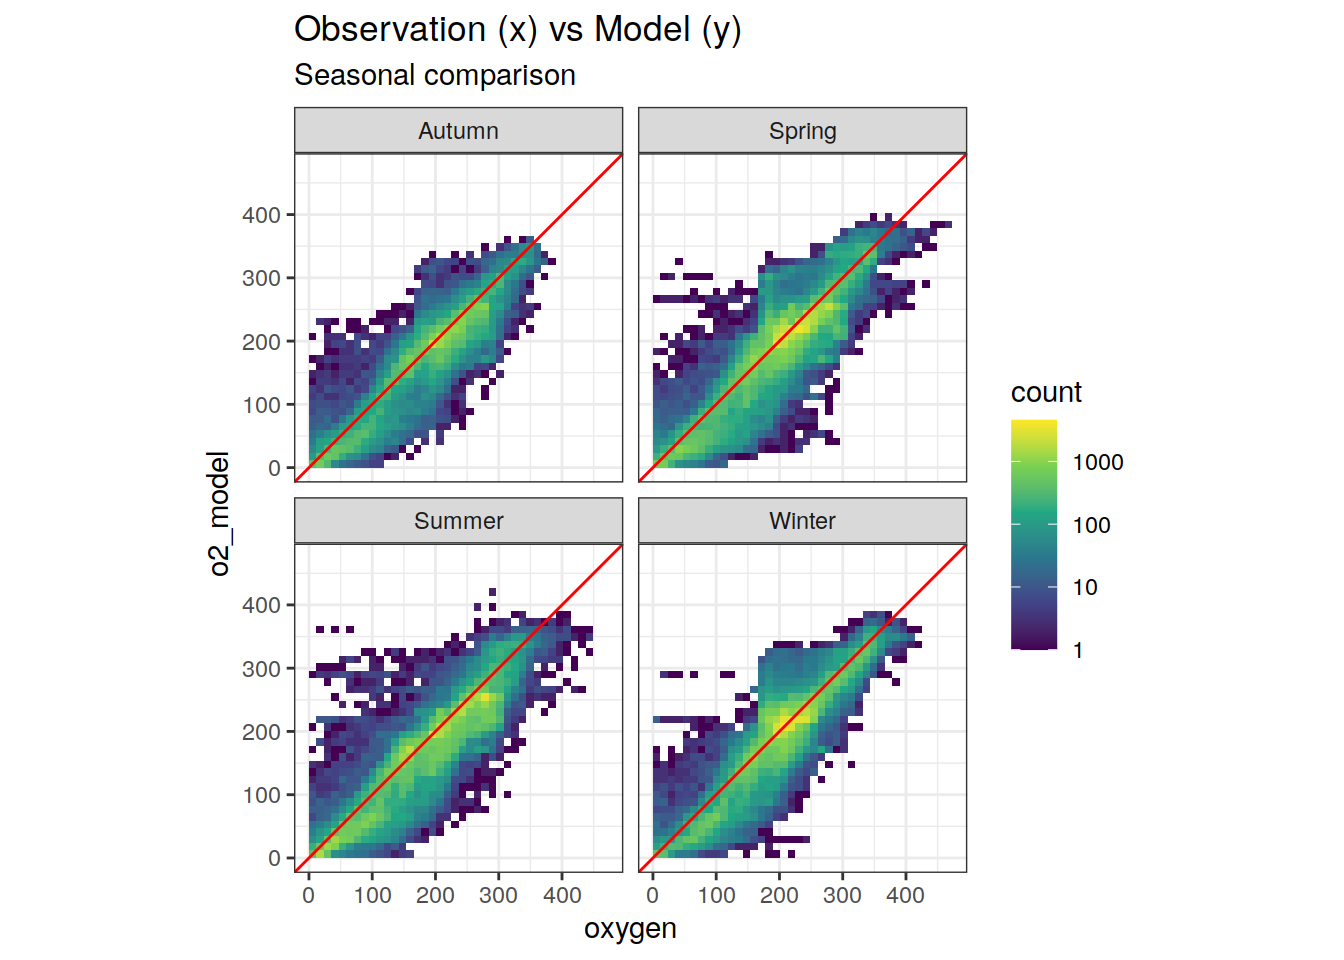 Observation (x) vs Model (y)
Seasonal comparison
Autumn
Spring
400
300
200
100
0
Summer
Winter
400
300
200
100
0
0 100 200 300 400
0 100 200 300 400
oxygen
o2_model
count
1000
100
10
1